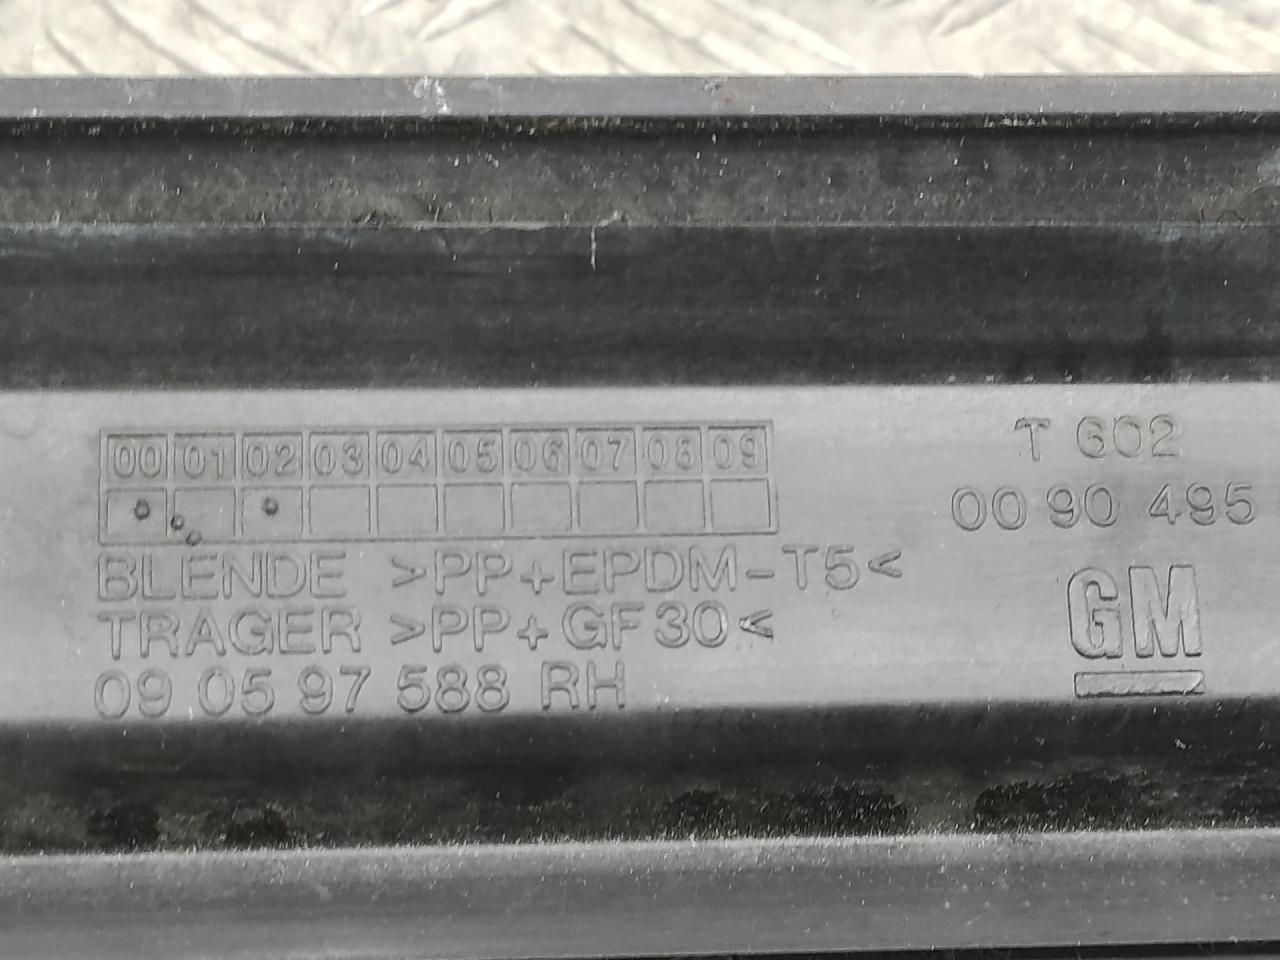 00 01 02 03 04 05 06 07 08 09
T 602
00 90 495
BLENDE >PP+EPDM-T5<
TRAGER >PP+GF30<
09 05 97 588 RH
GM